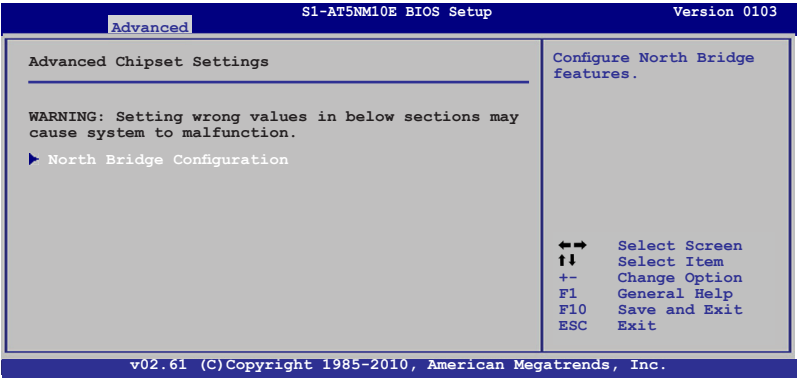 S1-AT5NM10E BIOS Setup Version 0103
Advanced
Advanced Chipset Settings
WARNING: Setting wrong values in below sections may
cause system to malfunction.
North Bridge Configuration
Configure North Bridge
features.
←→ Select Screen
↑↓ Select Item
+- Change Option
F1 General Help
F10 Save and Exit
ESC Exit
v02.61 (C)Copyright 1985-2010, American Megatrends, Inc.